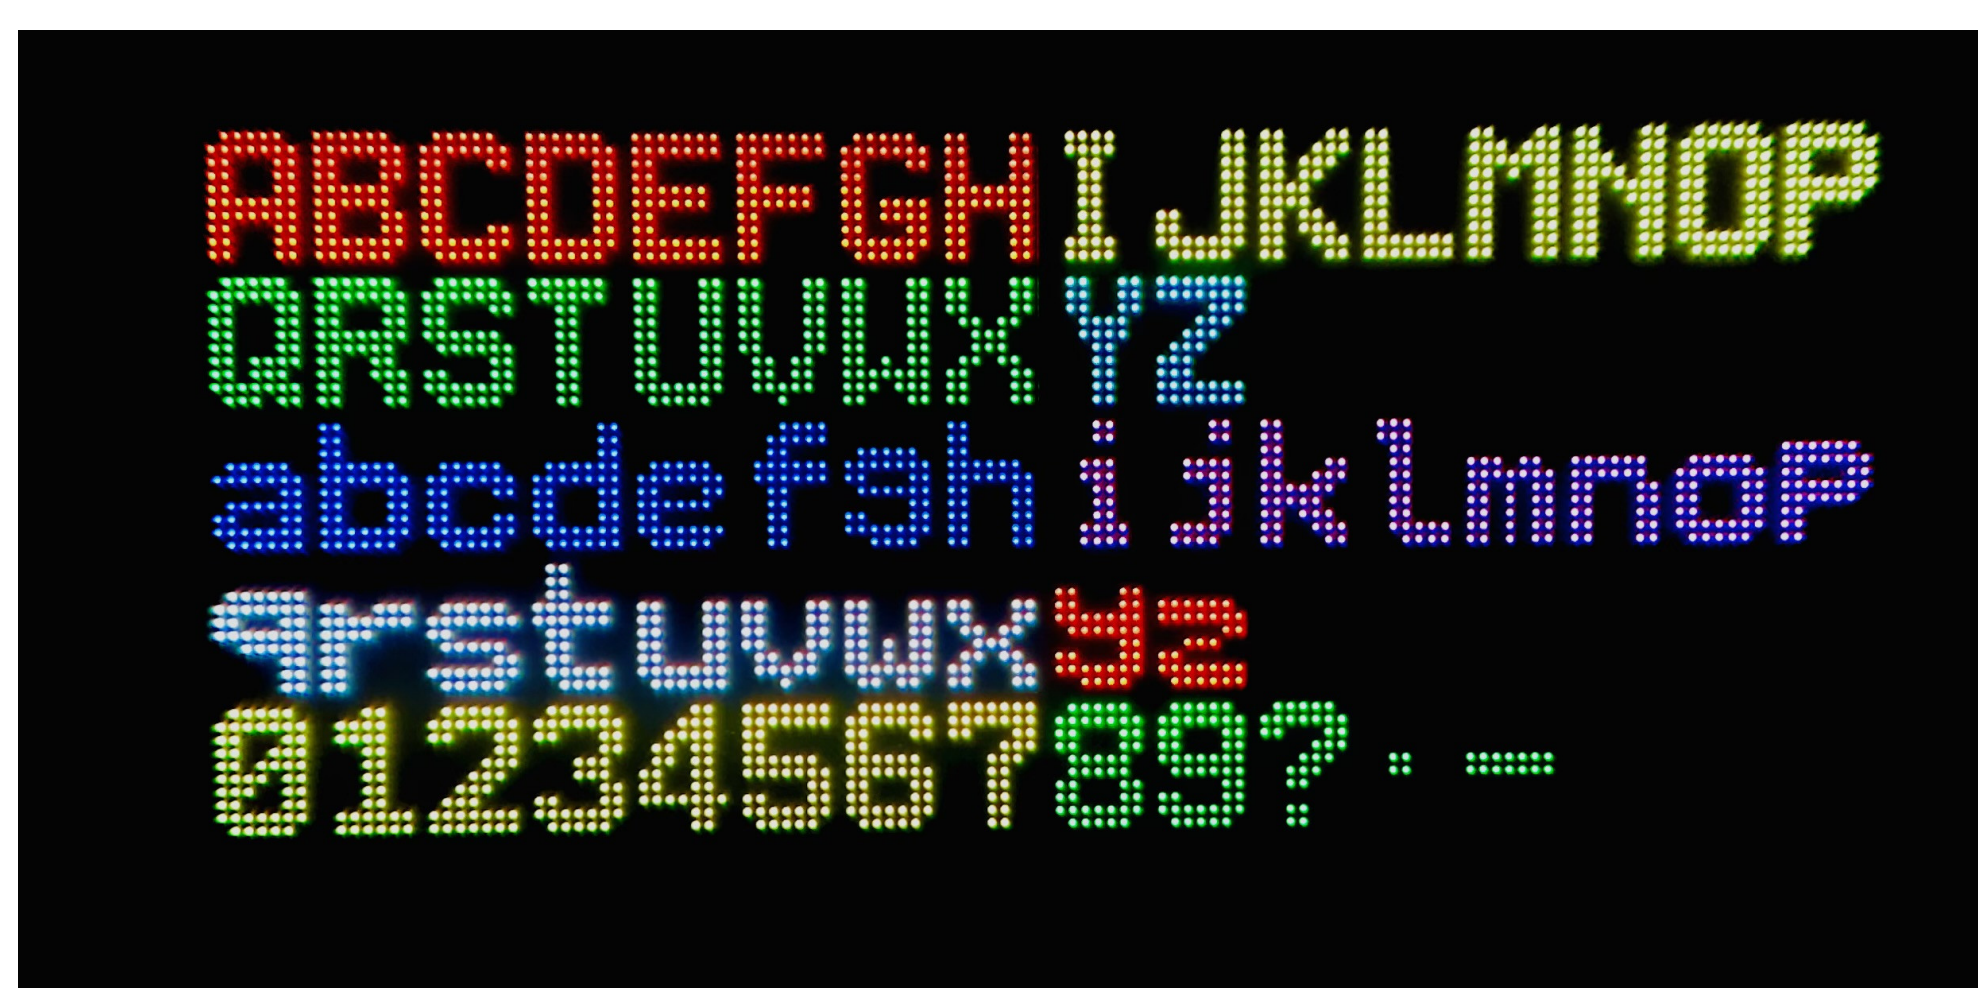 ABCDEFGHIJKLMNOP
QRSTUVWXYZ
abcdefghijklmnop
qrstuvwxyz
0123456789?·-